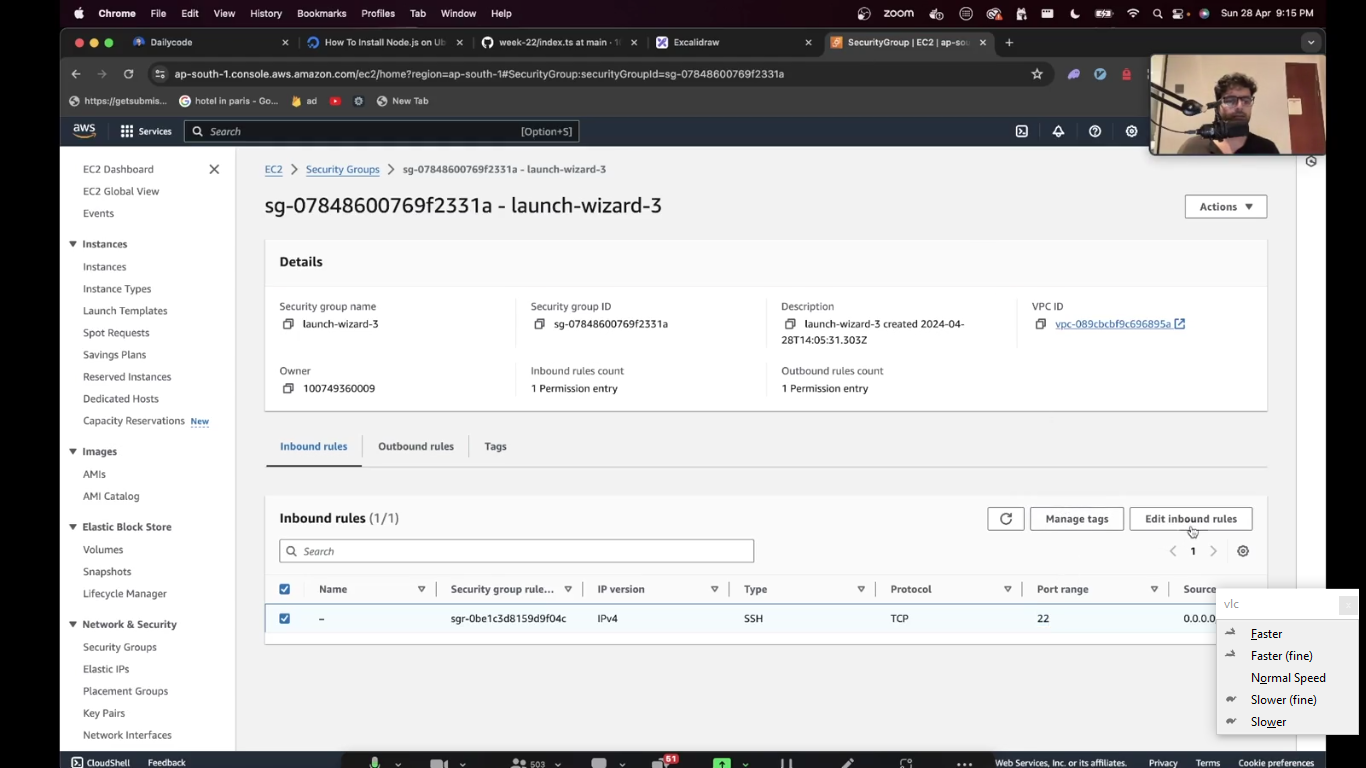 Chrome File Edit View History Bookmarks Profiles Tab Window Help zoom Sun 28 Apr 9:15 PM
Dailycode How To Install Node.js on Ub week-22/index.ts at main · 10 Excalidraw SecurityGroup | EC2 | ap-sou
ap-south-1.console.aws.amazon.com/ec2/home?region=ap-south-1#SecurityGroup:securityGroupId=sg-07848600769f2331a
https://getsubmis... hotel in paris - Go... ad New Tab
aws Services Search [Option+S]
EC2 Dashboard
EC2 Global View
Events
Instances
Instances
Instance Types
Launch Templates
Spot Requests
Savings Plans
Reserved Instances
Dedicated Hosts
Capacity Reservations New
Images
AMIs
AMI Catalog
Elastic Block Store
Volumes
Snapshots
Lifecycle Manager
Network & Security
Security Groups
Elastic IPs
Placement Groups
Key Pairs
Network Interfaces
EC2 > Security Groups > sg-07848600769f2331a - launch-wizard-3
sg-07848600769f2331a - launch-wizard-3
Actions
Details
Security group name
launch-wizard-3
Security group ID
sg-07848600769f2331a
Description
launch-wizard-3 created 2024-04-
28T14:05:31.303Z
VPC ID
vpc-089cbcbf9c696895a
Owner
100749360009
Inbound rules count
1 Permission entry
Outbound rules count
1 Permission entry
Inbound rules Outbound rules Tags
Inbound rules (1/1)
Manage tags Edit inbound rules
Search
1
Name Security group rule... IP version Type Protocol Port range Source
– sgr-0be1c3d8159d9f04c IPv4 SSH TCP 22 0.0.0.0
vlc
Faster
Faster (fine)
Normal Speed
Slower (fine)
Slower
CloudShell Feedback 503 51 Web Services, Inc. or its affiliates. Privacy Terms Cookie preferences